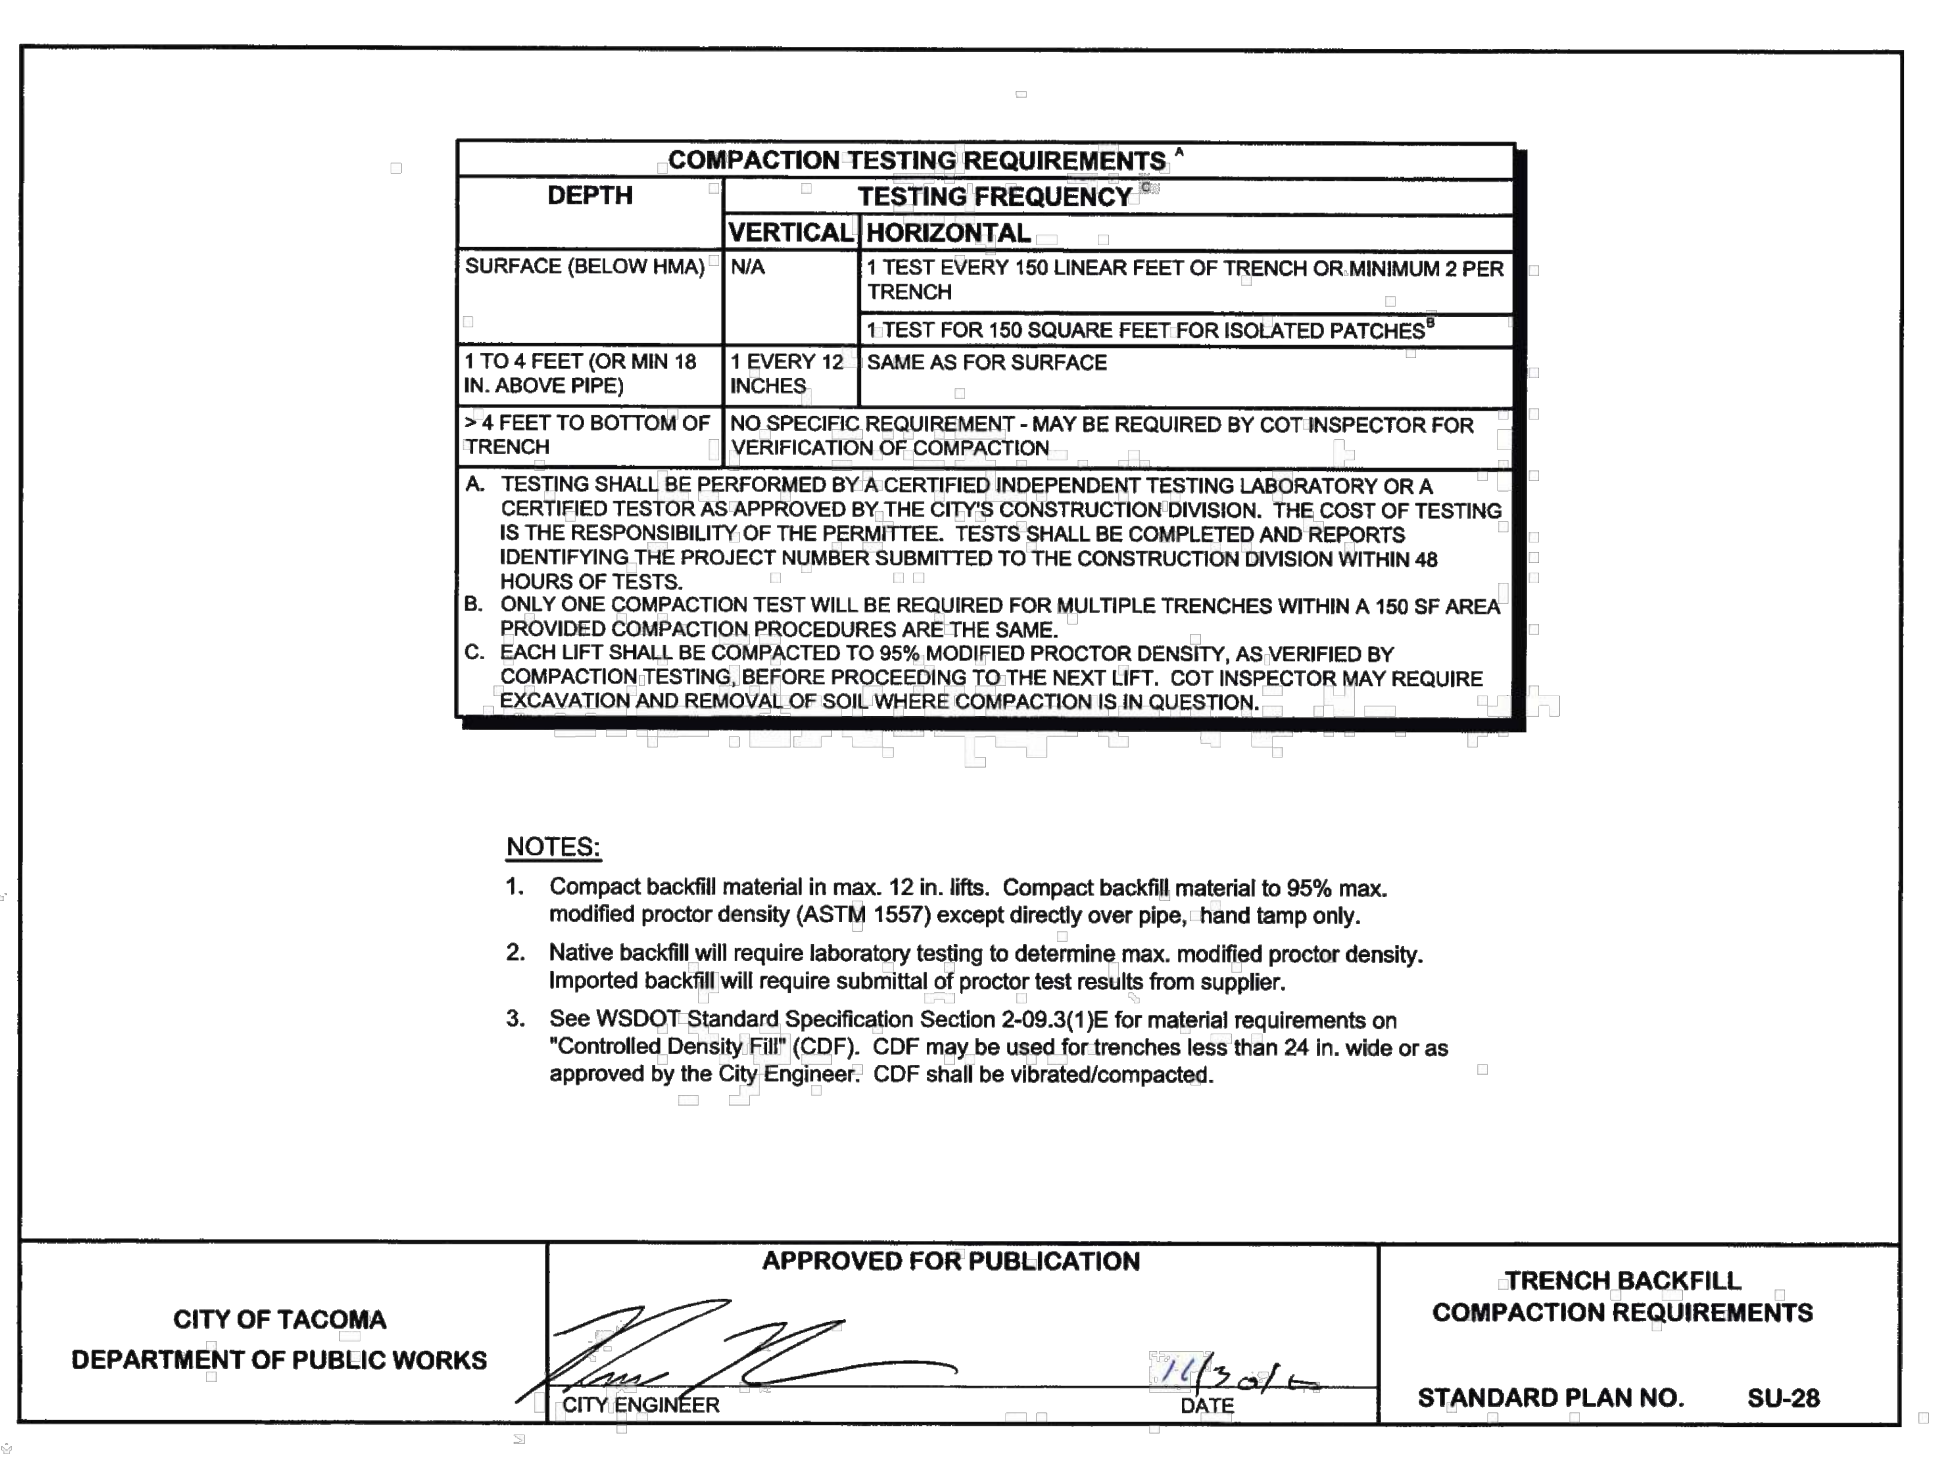 COMPACTION TESTING REQUIREMENTS A
DEPTH
TESTING FREQUENCY C
VERTICAL
HORIZONTAL
SURFACE (BELOW HMA)
N/A
1 TEST EVERY 150 LINEAR FEET OF TRENCH OR MINIMUM 2 PER
TRENCH
1 TEST FOR 150 SQUARE FEET FOR ISOLATED PATCHES B
1 TO 4 FEET (OR MIN 18
IN. ABOVE PIPE)
1 EVERY 12
INCHES
SAME AS FOR SURFACE
> 4 FEET TO BOTTOM OF
TRENCH
NO SPECIFIC REQUIREMENT - MAY BE REQUIRED BY COT INSPECTOR FOR
VERIFICATION OF COMPACTION
A. TESTING SHALL BE PERFORMED BY A CERTIFIED INDEPENDENT TESTING LABORATORY OR A
CERTIFIED TESTOR AS APPROVED BY THE CITY'S CONSTRUCTION DIVISION. THE COST OF TESTING
IS THE RESPONSIBILITY OF THE PERMITTEE. TESTS SHALL BE COMPLETED AND REPORTS
IDENTIFYING THE PROJECT NUMBER SUBMITTED TO THE CONSTRUCTION DIVISION WITHIN 48
HOURS OF TESTS.
B. ONLY ONE COMPACTION TEST WILL BE REQUIRED FOR MULTIPLE TRENCHES WITHIN A 150 SF AREA
PROVIDED COMPACTION PROCEDURES ARE THE SAME.
C. EACH LIFT SHALL BE COMPACTED TO 95% MODIFIED PROCTOR DENSITY, AS VERIFIED BY
COMPACTION TESTING, BEFORE PROCEEDING TO THE NEXT LIFT. COT INSPECTOR MAY REQUIRE
EXCAVATION AND REMOVAL OF SOIL WHERE COMPACTION IS IN QUESTION.
NOTES:
1. Compact backfill material in max. 12 in. lifts. Compact backfill material to 95% max.
modified proctor density (ASTM 1557) except directly over pipe, hand tamp only.
2. Native backfill will require laboratory testing to determine max. modified proctor density.
Imported backfill will require submittal of proctor test results from supplier.
3. See WSDOT Standard Specification Section 2-09.3(1)E for material requirements on
"Controlled Density Fill" (CDF). CDF may be used for trenches less than 24 in. wide or as
approved by the City Engineer. CDF shall be vibrated/compacted.
CITY OF TACOMA
DEPARTMENT OF PUBLIC WORKS
APPROVED FOR PUBLICATION
CITY ENGINEER
DATE
TRENCH BACKFILL
COMPACTION REQUIREMENTS
STANDARD PLAN NO. SU-28